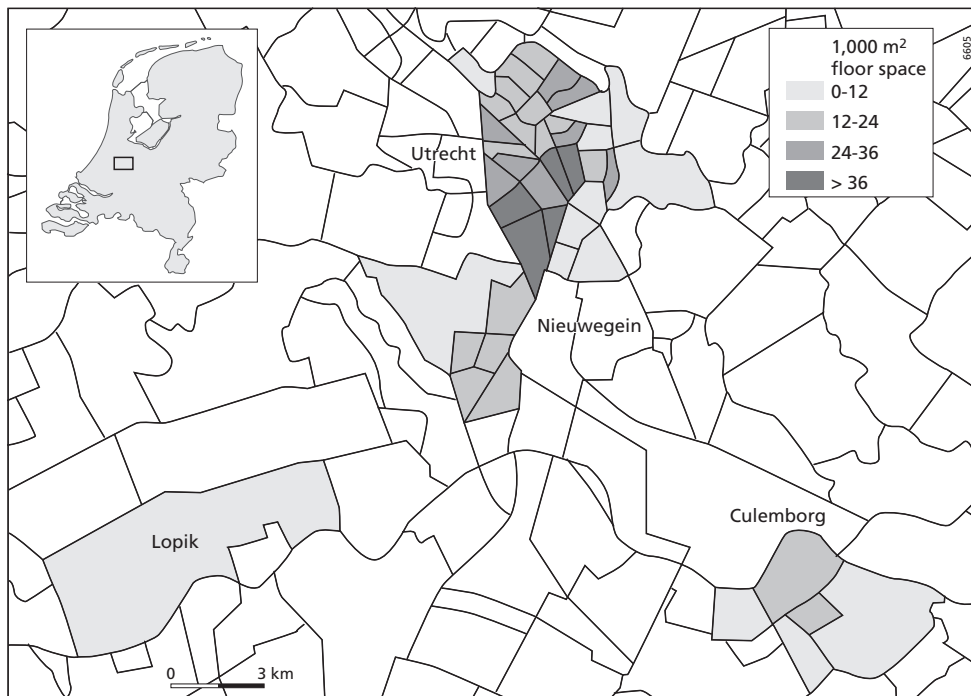 1,000 m²
floor space
0-12
12-24
24-36
> 36
6605
Utrecht
Nieuwegein
Culemborg
Lopik
0 3 km